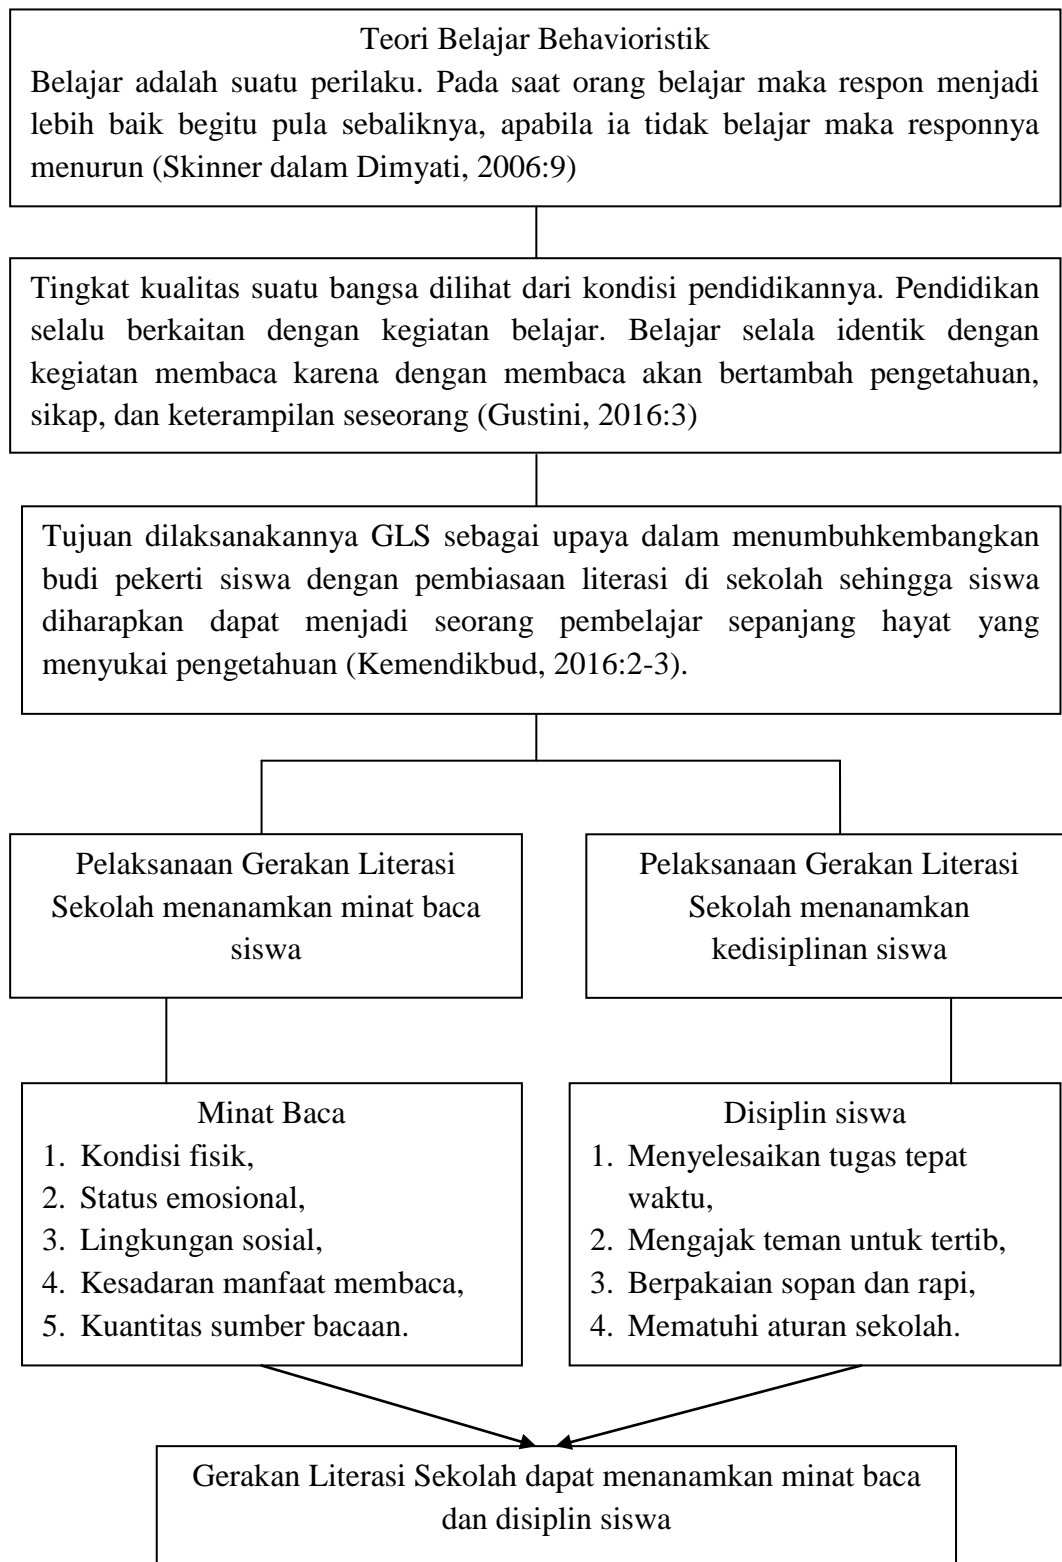 Teori Belajar Behavioristik
Belajar adalah suatu perilaku. Pada saat orang belajar maka respon menjadi
lebih baik begitu pula sebaliknya, apabila ia tidak belajar maka responnya
menurun (Skinner dalam Dimyati, 2006:9)
Tingkat kualitas suatu bangsa dilihat dari kondisi pendidikannya. Pendidikan
selalu berkaitan dengan kegiatan belajar. Belajar selala identik dengan
kegiatan membaca karena dengan membaca akan bertambah pengetahuan,
sikap, dan keterampilan seseorang (Gustini, 2016:3)
Tujuan dilaksanakannya GLS sebagai upaya dalam menumbuhkembangkan
budi pekerti siswa dengan pembiasaan literasi di sekolah sehingga siswa
diharapkan dapat menjadi seorang pembelajar sepanjang hayat yang
menyukai pengetahuan (Kemendikbud, 2016:2-3).
Pelaksanaan Gerakan Literasi
Sekolah menanamkan minat baca
siswa
Pelaksanaan Gerakan Literasi
Sekolah menanamkan
kedisiplinan siswa
Minat Baca
1. Kondisi fisik,
2. Status emosional,
3. Lingkungan sosial,
4. Kesadaran manfaat membaca,
5. Kuantitas sumber bacaan.
Disiplin siswa
1. Menyelesaikan tugas tepat
waktu,
2. Mengajak teman untuk tertib,
3. Berpakaian sopan dan rapi,
4. Mematuhi aturan sekolah.
Gerakan Literasi Sekolah dapat menanamkan minat baca
dan disiplin siswa